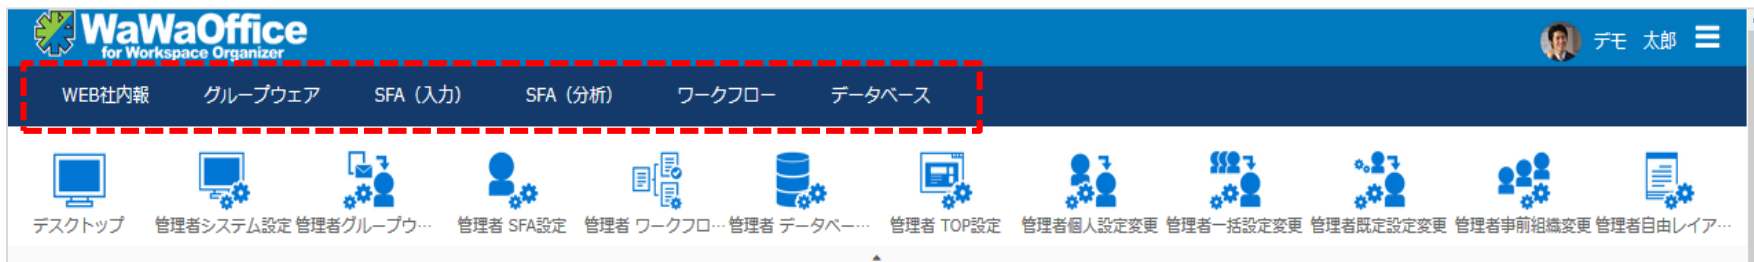 WaWaOffice
for Workspace Organizer
デモ 太郎
WEB社内報 グループウェア SFA（入力） SFA（分析） ワークフロー データベース
デスクトップ 管理者システム設定 管理者グループウ… 管理者 SFA設定 管理者 ワークフロ… 管理者 データベー… 管理者 TOP設定 管理者個人設定変更 管理者一括設定変更 管理者既定設定変更 管理者事前組織変更 管理者自由レイア…